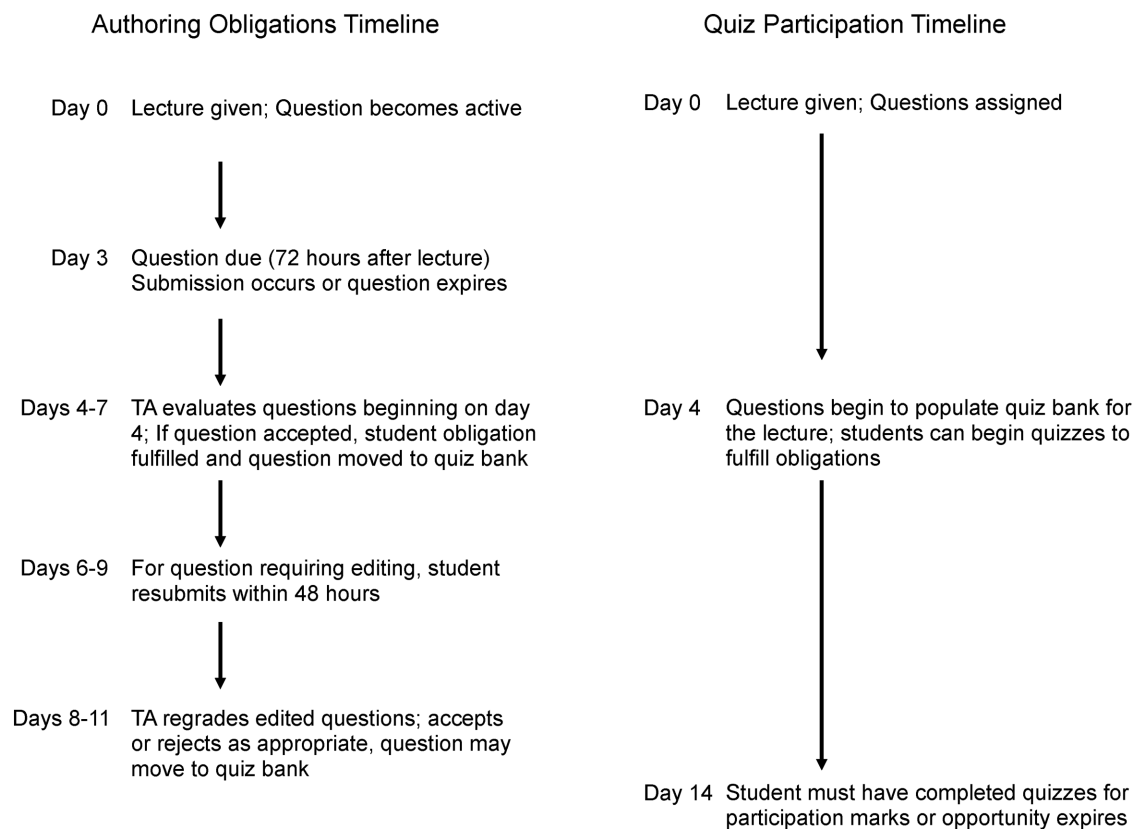 Authoring Obligations Timeline
Day 0 Lecture given; Question becomes active
Day 3 Question due (72 hours after lecture)
Submission occurs or question expires
Days 4-7 TA evaluates questions beginning on day
4; If question accepted, student obligation
fulfilled and question moved to quiz bank
Days 6-9 For question requiring editing, student
resubmits within 48 hours
Days 8-11 TA regrades edited questions; accepts
or rejects as appropriate, question may
move to quiz bank
Quiz Participation Timeline
Day 0 Lecture given; Questions assigned
Day 4 Questions begin to populate quiz bank for
the lecture; students can begin quizzes to
fulfill obligations
Day 14 Student must have completed quizzes for
participation marks or opportunity expires